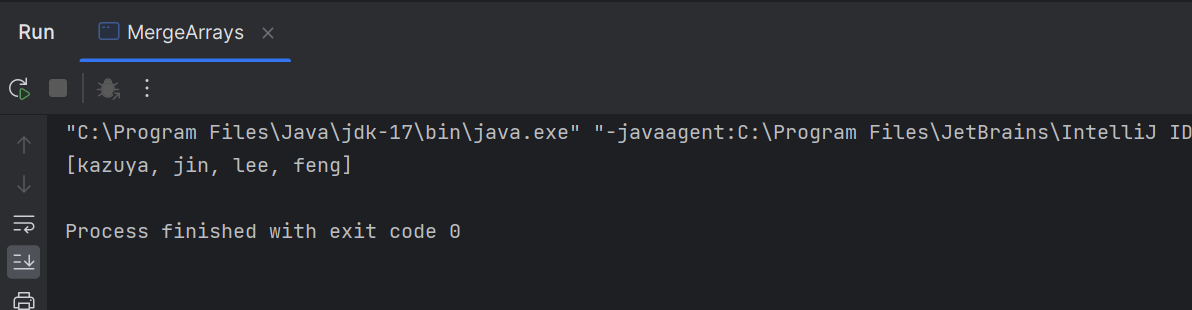 Run MergeArrays
"C:\Program Files\Java\jdk-17\bin\java.exe" "-javaagent:C:\Program Files\JetBrains\IntelliJ ID
[kazuya, jin, lee, feng]
Process finished with exit code 0